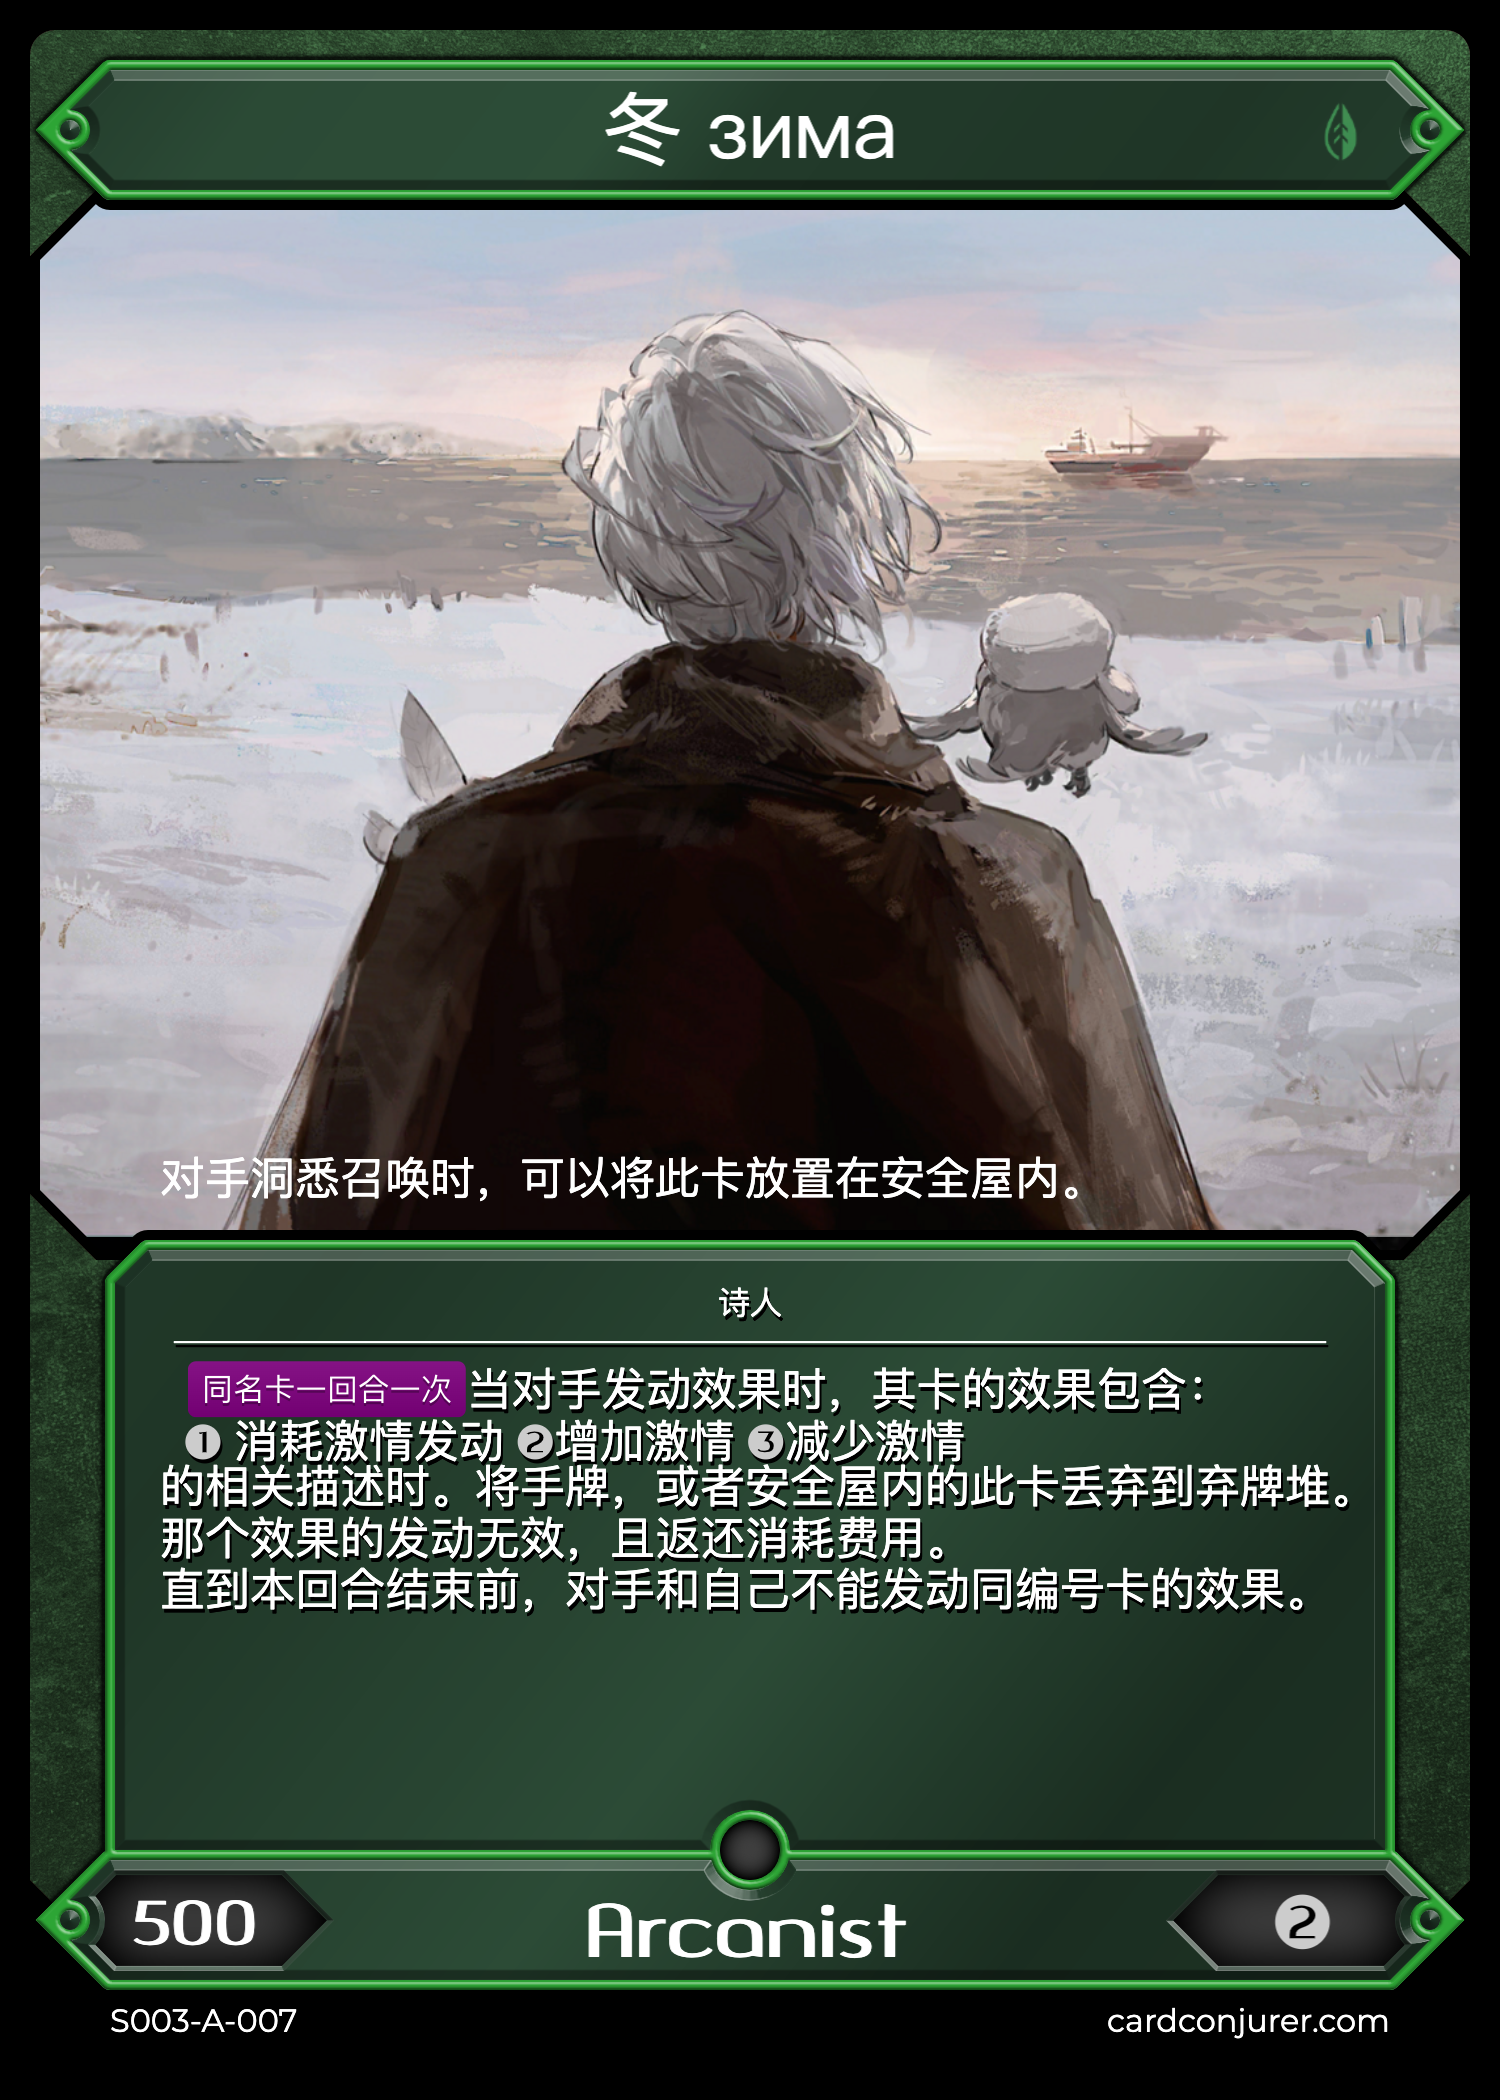 冬 зима
对手洞悉召唤时，可以将此卡放置在安全屋内。
诗人
同名卡一回合一次当对手发动效果时，其卡的效果包含：
❶ 消耗激情发动 ❷增加激情 ❸减少激情
的相关描述时。将手牌，或者安全屋内的此卡丢弃到弃牌堆。
那个效果的发动无效，且返还消耗费用。
直到本回合结束前，对手和自己不能发动同编号卡的效果。
500
Arcanist
❷
S003-A-007
cardconjurer.com